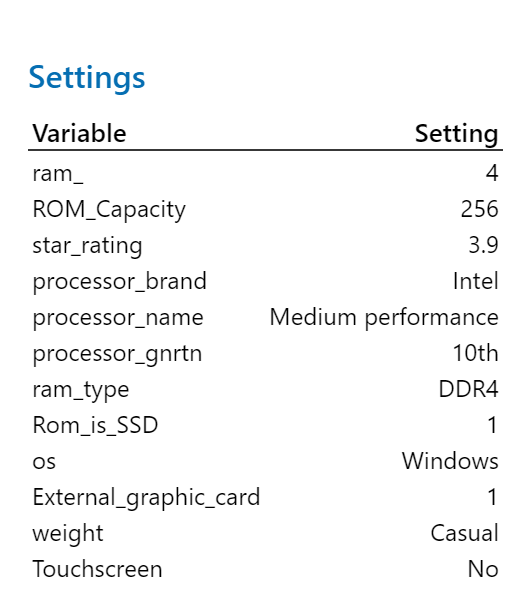 Settings
Variable Setting
ram_ 4
ROM_Capacity 256
star_rating 3.9
processor_brand Intel
processor_name Medium performance
processor_gnrtn 10th
ram_type DDR4
Rom_is_SSD 1
os Windows
External_graphic_card 1
weight Casual
Touchscreen No